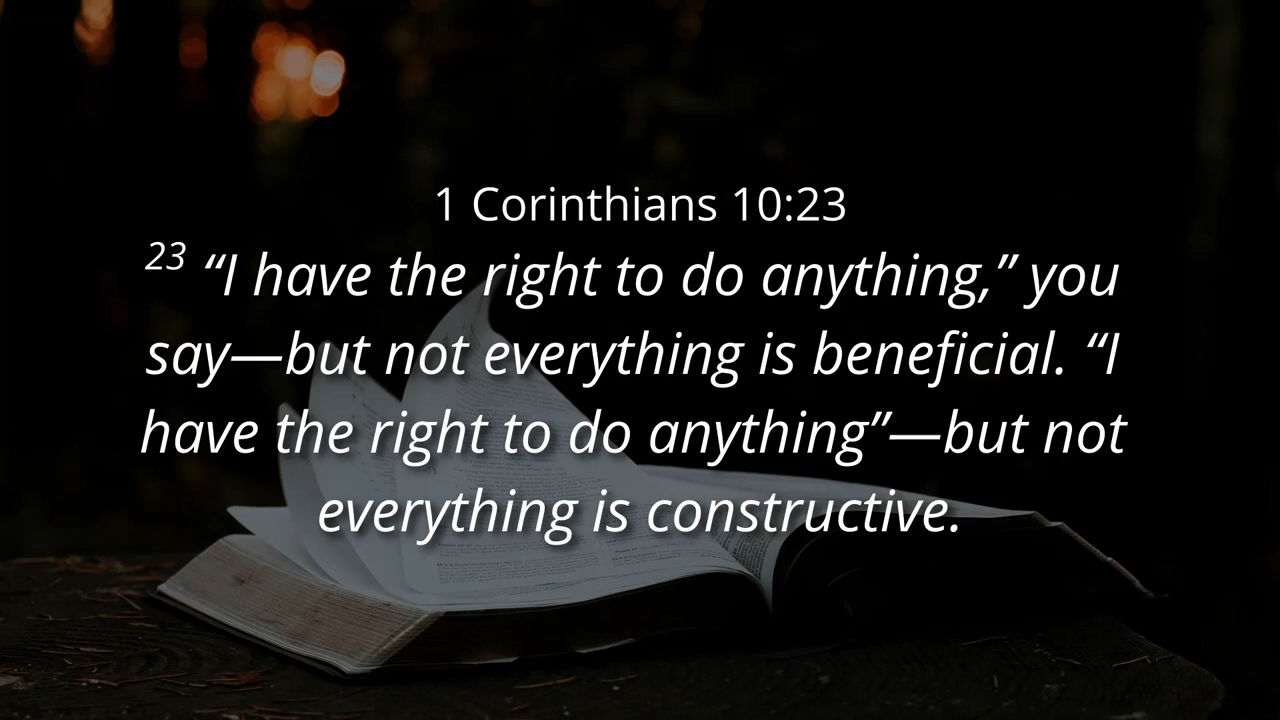 1 Corinthians 10:23
23 “I have the right to do anything,” you
say—but not everything is beneficial. “I
have the right to do anything”—but not
everything is constructive.